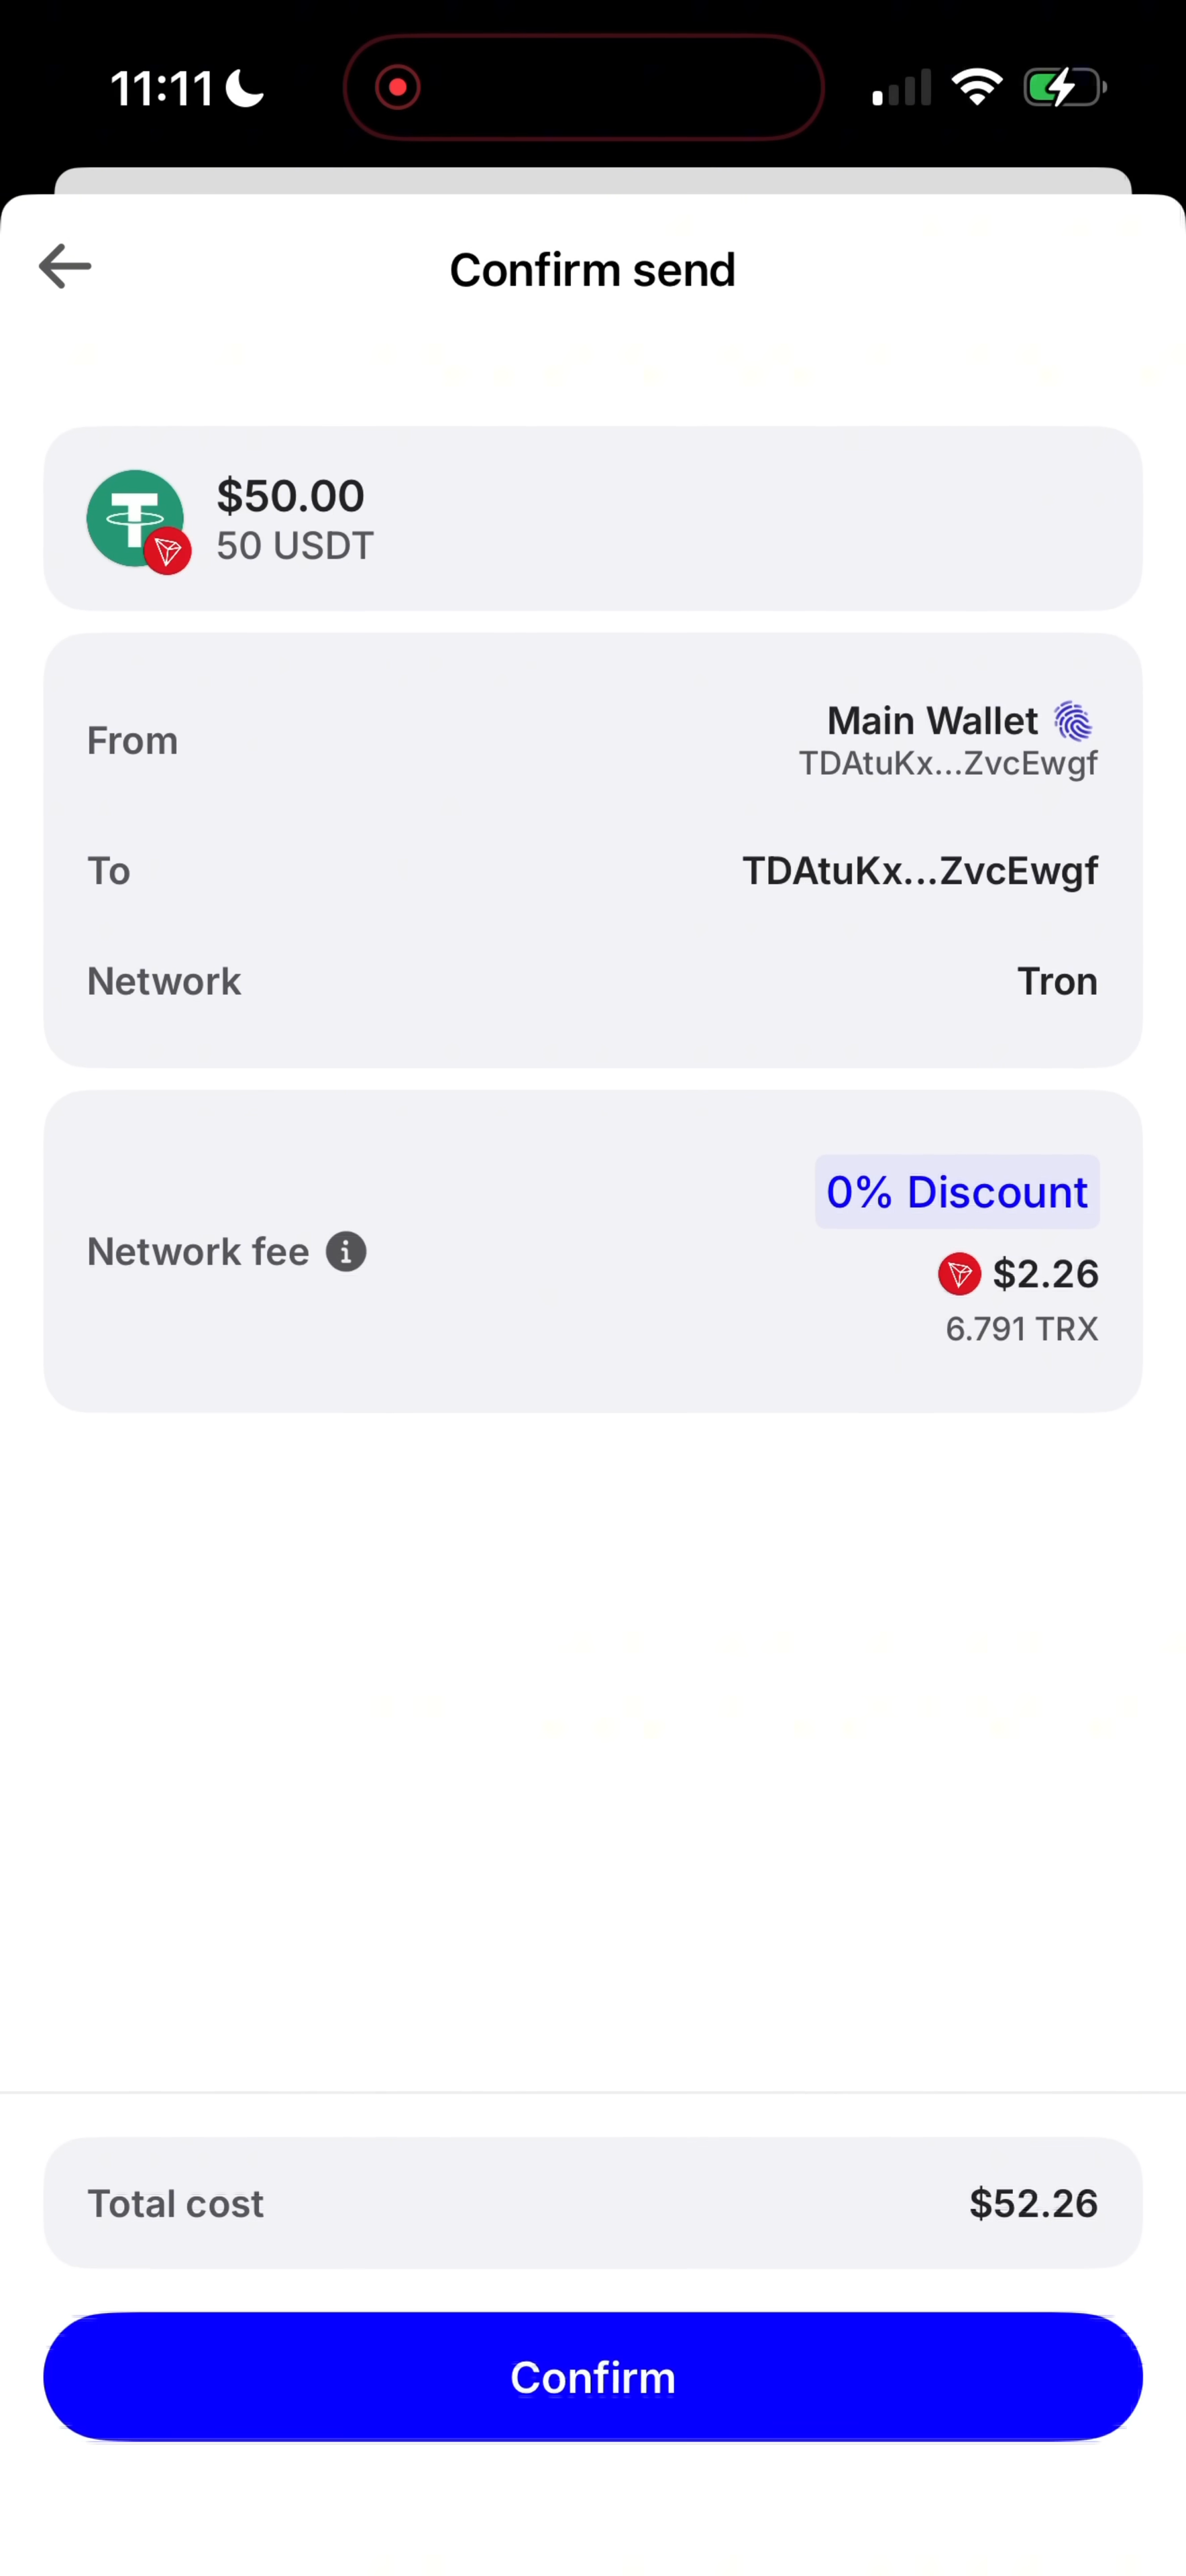 11:11
Confirm send
$50.00
50 USDT
From
Main Wallet
TDAtuKx...ZvcEwgf
To
TDAtuKx...ZvcEwgf
Network
Tron
0% Discount
Network fee
$2.26
6.791 TRX
Total cost
$52.26
Confirm